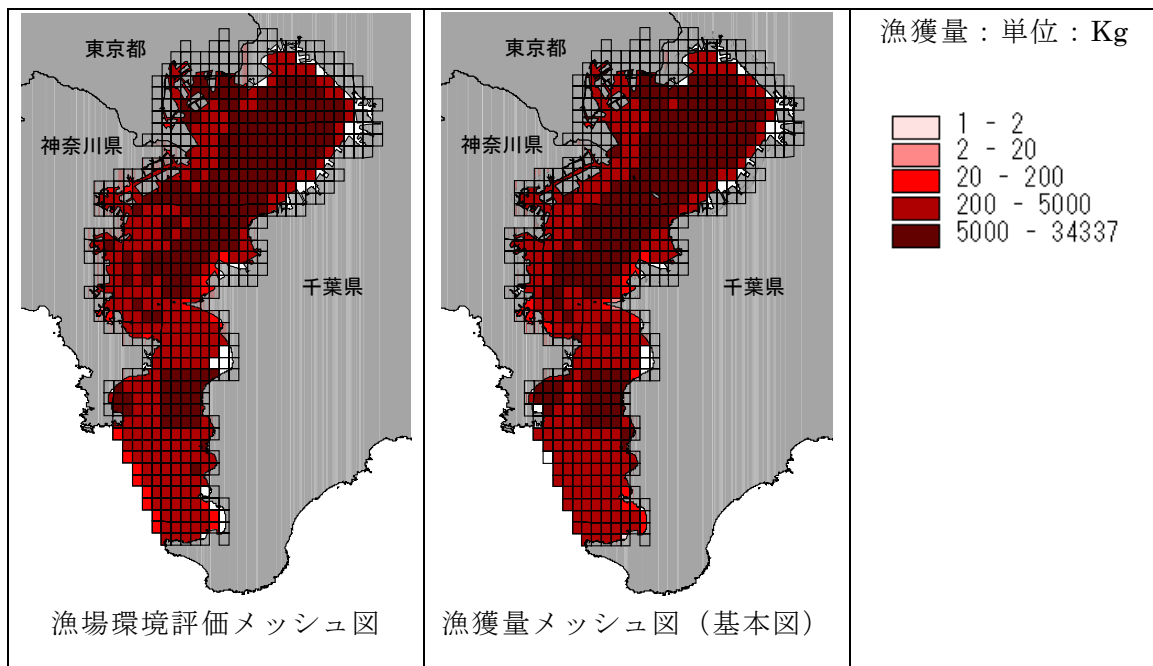 東京都
神奈川県
千葉県
漁場環境評価メッシュ図
東京都
神奈川県
千葉県
漁獲量メッシュ図（基本図）
漁獲量：単位：Kg
1 - 2
2 - 20
20 - 200
200 - 5000
5000 - 34337